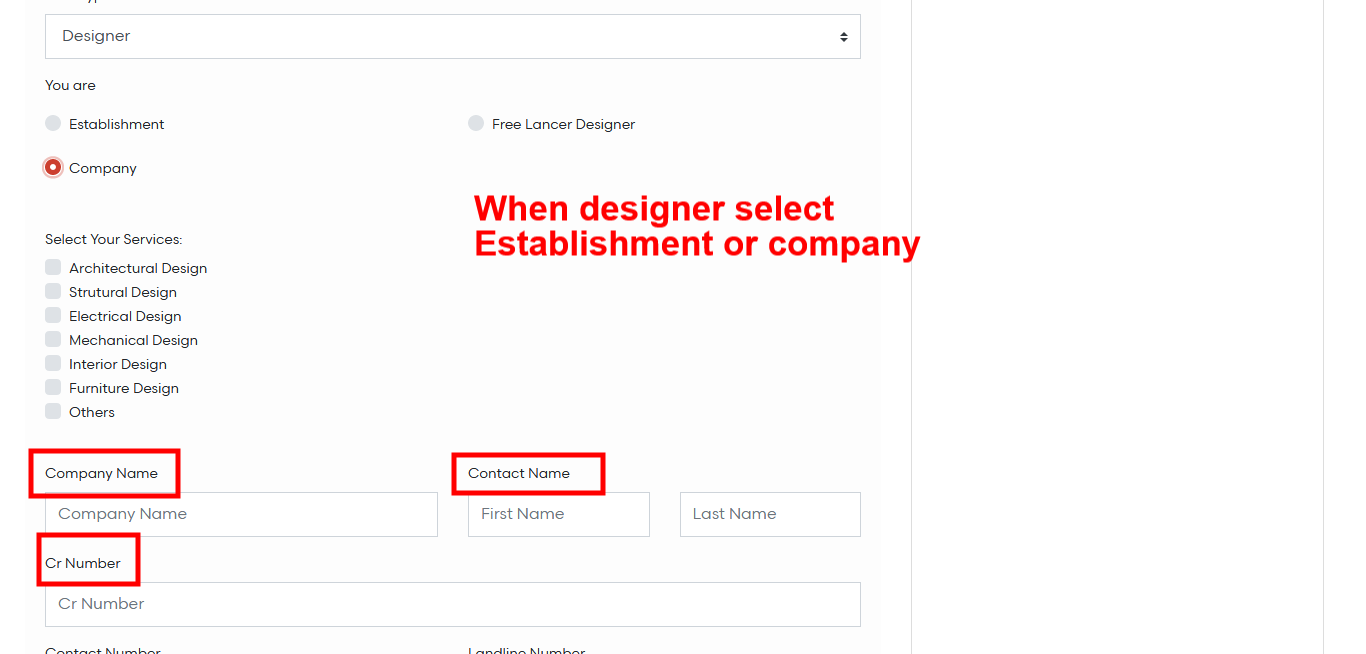 Designer
You are
Establishment
Free Lancer Designer
Company
When designer select
Establishment or company
Select Your Services:
Architectural Design
Strutural Design
Electrical Design
Mechanical Design
Interior Design
Furniture Design
Others
Company Name
Contact Name
Company Name
First Name
Last Name
Cr Number
Cr Number
Contact Number
Landline Number